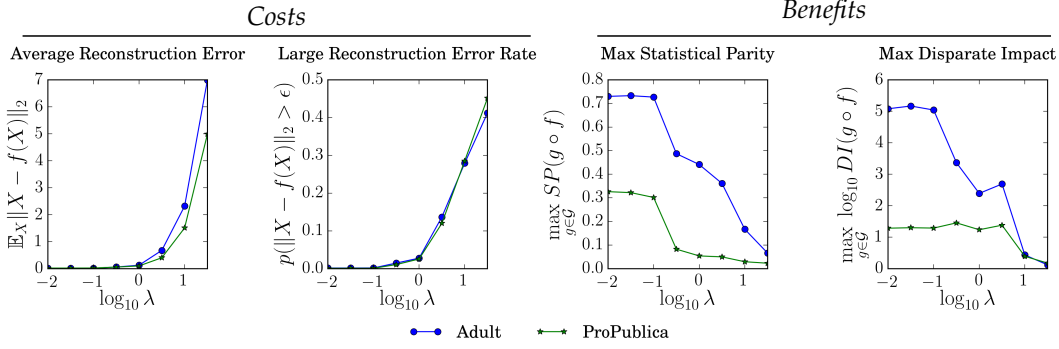 Costs
Benefits
Average Reconstruction Error
Large Reconstruction Error Rate
Max Statistical Parity
Max Disparate Impact
𝔼_X‖X − f(X)‖₂
7
6
5
4
3
2
1
0
−2 −1 0 1
log₁₀ λ
p(‖X − f(X)‖₂ > ϵ)
0.5
0.4
0.3
0.2
0.1
0.0
−2 −1 0 1
log₁₀ λ
max SP(g ∘ f)
g∈𝒢
0.8
0.7
0.6
0.5
0.4
0.3
0.2
0.1
0.0
−2 −1 0 1
log₁₀ λ
max log₁₀ DI(g ∘ f)
g∈𝒢
6
5
4
3
2
1
0
−2 −1 0 1
log₁₀ λ
Adult ProPublica